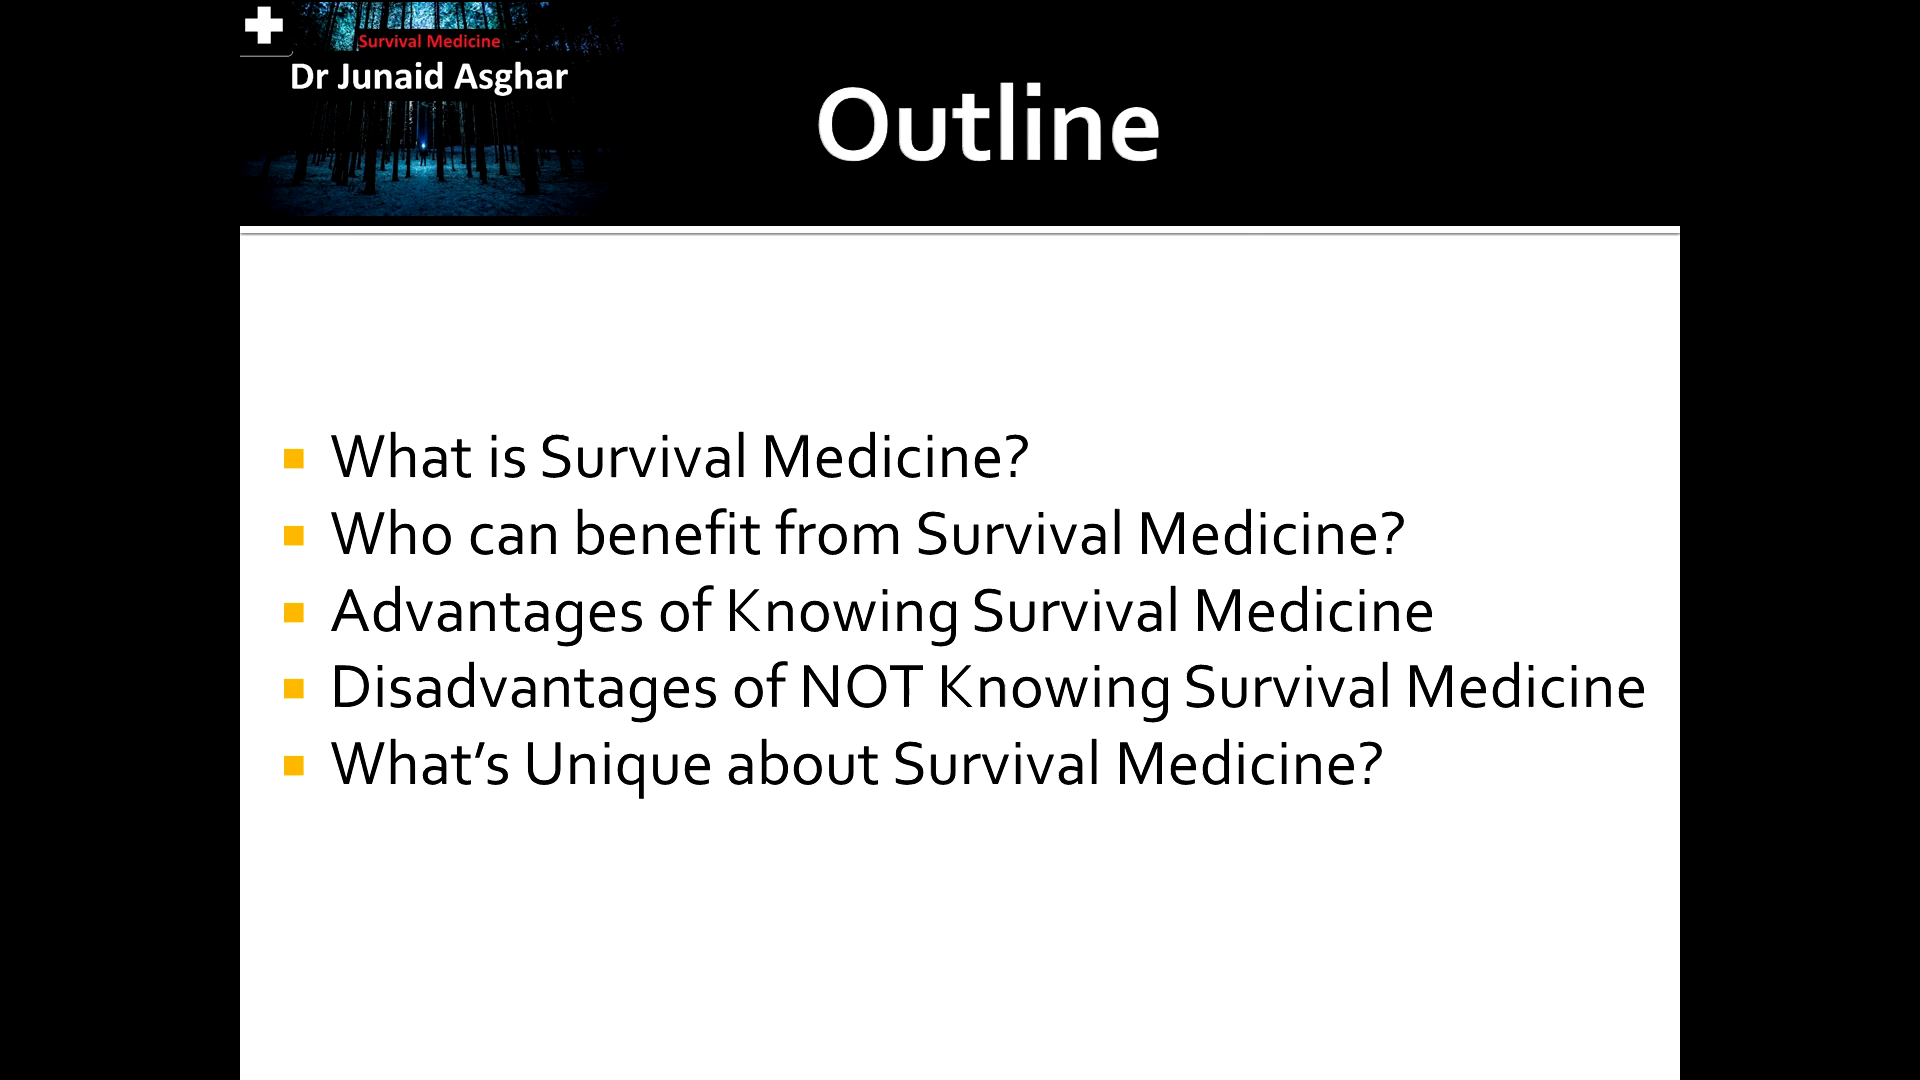 Survival Medicine
Dr Junaid Asghar
Outline
What is Survival Medicine?
Who can benefit from Survival Medicine?
Advantages of Knowing Survival Medicine
Disadvantages of NOT Knowing Survival Medicine
What’s Unique about Survival Medicine?